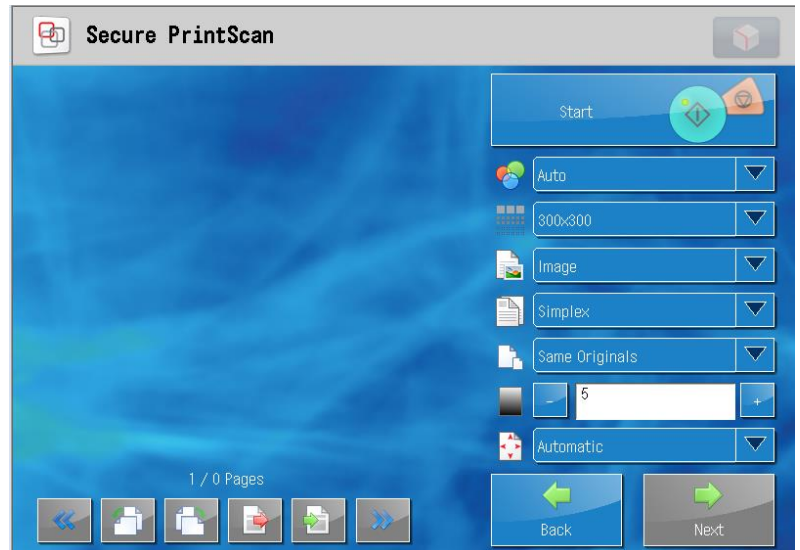 Secure PrintScan
Start
Auto
300x300
Image
Simplex
Same Originals
-
5
+
Automatic
1 / 0 Pages
Back
Next